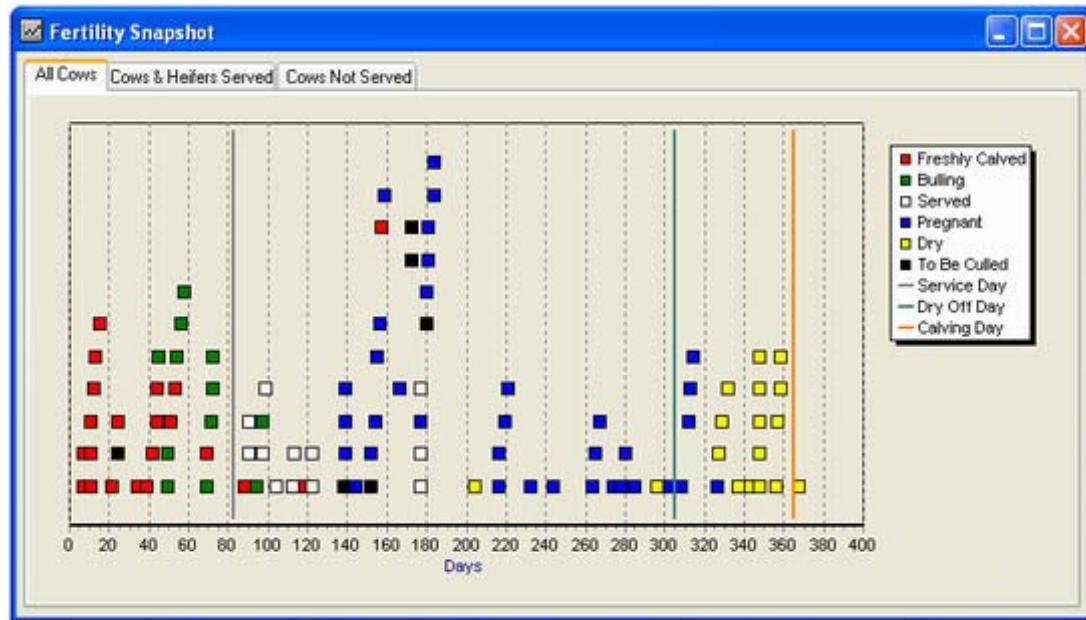 Fertility Snapshot
All Cows Cows & Heifers Served Cows Not Served
Freshly Calved
Bulling
Served
Pregnant
Dry
To Be Culled
Service Day
Dry Off Day
Calving Day
0 20 40 60 80 100 120 140 160 180 200 220 240 260 280 300 320 340 360 380 400
Days